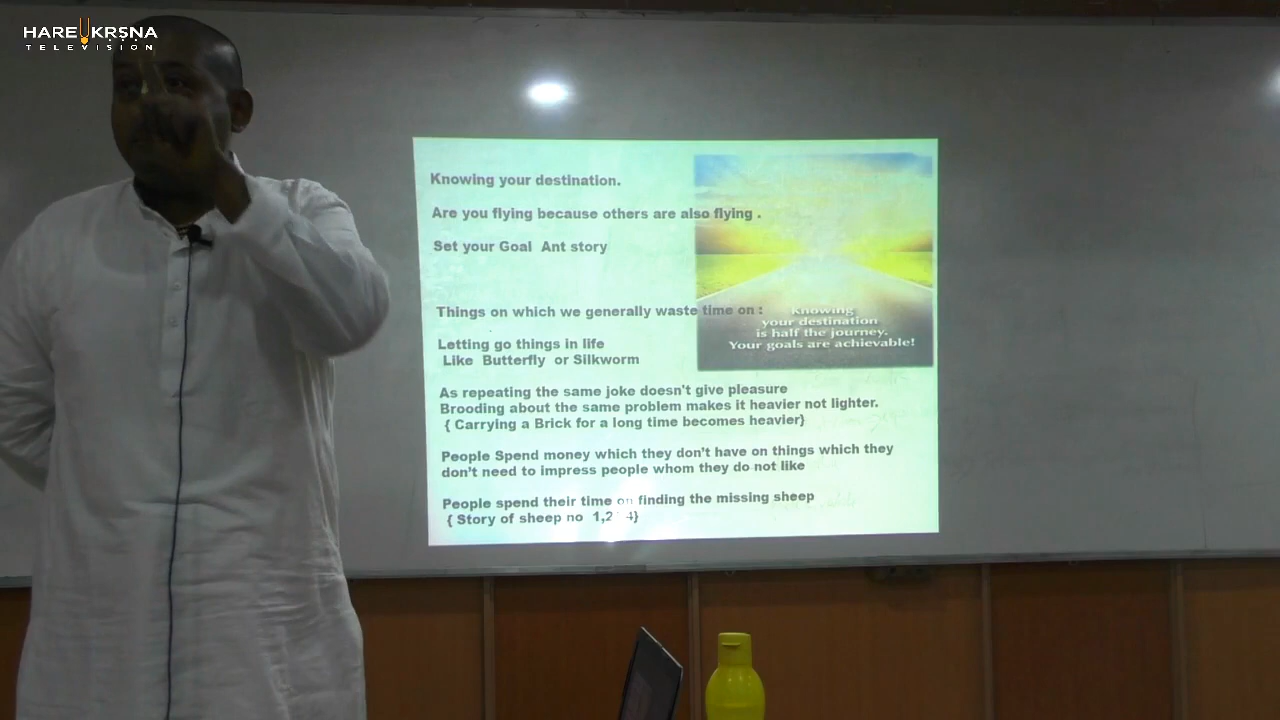 HARE KRSNA
TELEVISION
Knowing your destination.
Are you flying because others are also flying .
Set your Goal Ant story
Things on which we generally waste time on :
Knowing
your destination
is half the journey.
Your goals are achievable!
Letting go things in life
Like Butterfly or Silkworm
As repeating the same joke doesn't give pleasure
Brooding about the same problem makes it heavier not lighter.
{ Carrying a Brick for a long time becomes heavier}
People Spend money which they don't have on things which they
don't need to impress people whom they do not like
People spend their time on finding the missing sheep
{ Story of sheep no 1,2 4}